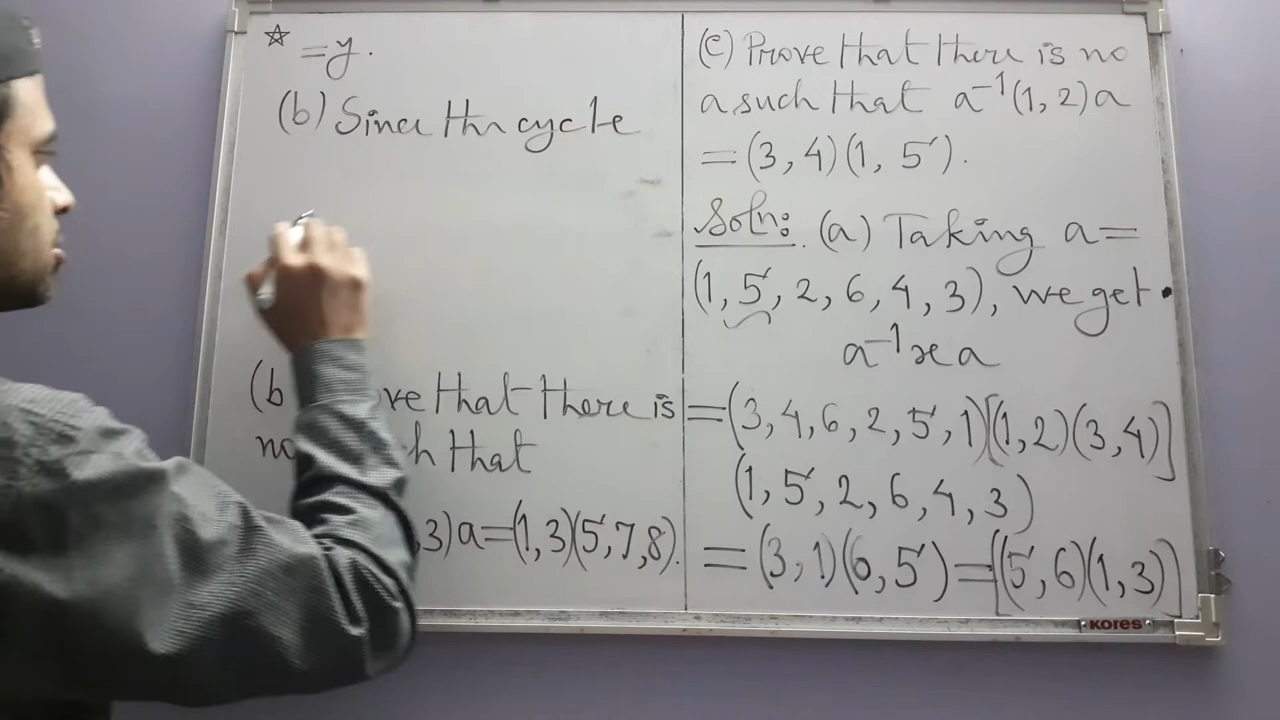 ☆ =y.
(b) Since the cycle
(b
ve that there is
no
h that
,3)a=(1,3)(5,7,8).
(c) Prove that there is no
a such that a⁻¹(1,2)a
=(3,4)(1,5).
Soln: (a) Taking a=
(1,5,2,6,4,3), we get
a⁻¹xa
=(3,4,6,2,5,1)[(1,2)(3,4)]
(1,5,2,6,4,3)
=(3,1)(6,5)=[(5,6)(1,3)]
KORES